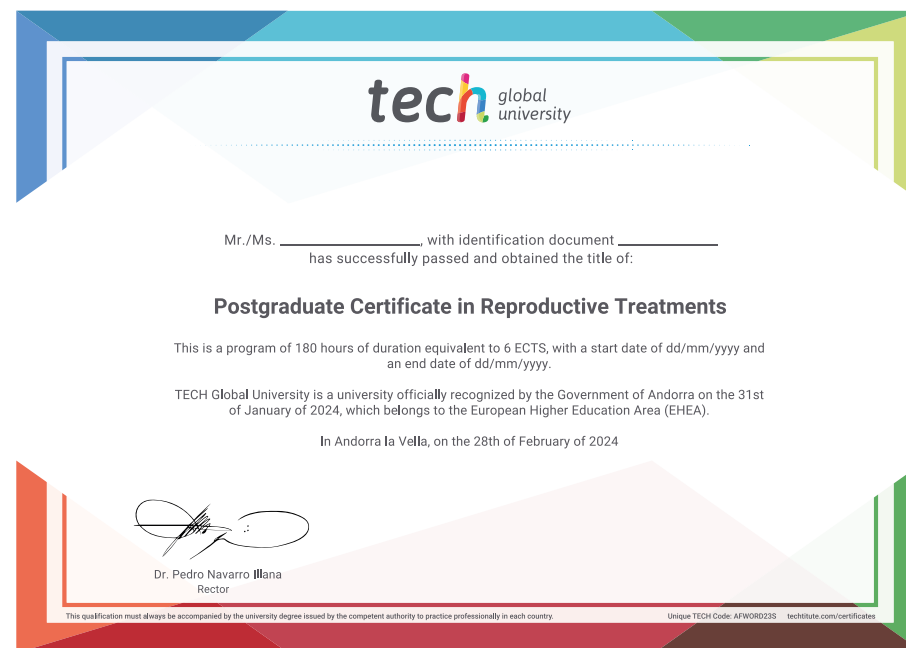 tech global university
Mr./Ms. ____________________, with identification document ______________
has successfully passed and obtained the title of:
Postgraduate Certificate in Reproductive Treatments
This is a program of 180 hours of duration equivalent to 6 ECTS, with a start date of dd/mm/yyyy and
an end date of dd/mm/yyyy.
TECH Global University is a university officially recognized by the Government of Andorra on the 31st
of January of 2024, which belongs to the European Higher Education Area (EHEA).
In Andorra la Vella, on the 28th of February of 2024
Dr. Pedro Navarro Illana
Rector
This qualification must always be accompanied by the university degree issued by the competent authority to practice professionally in each country.
Unique TECH Code: AFWORD23S techtitute.com/certificates